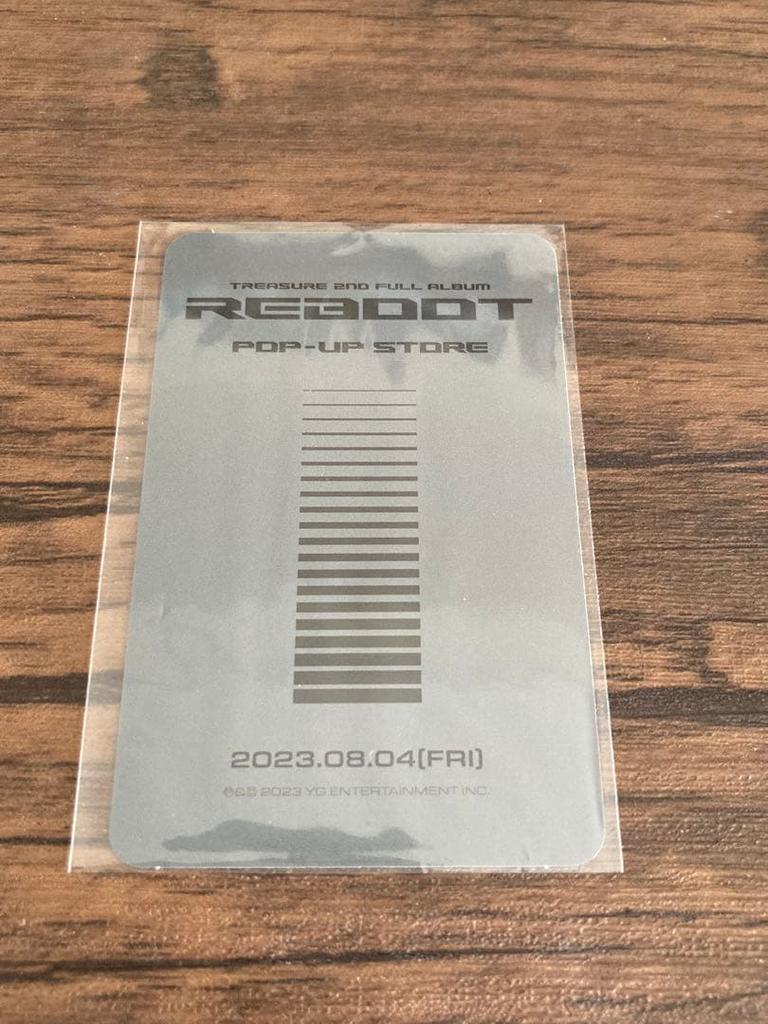 TREASURE 2ND FULL ALBUM
REBOOT
POP-UP STORE
2023.08.04(FRI)
℗&© 2023 YG ENTERTAINMENT INC.